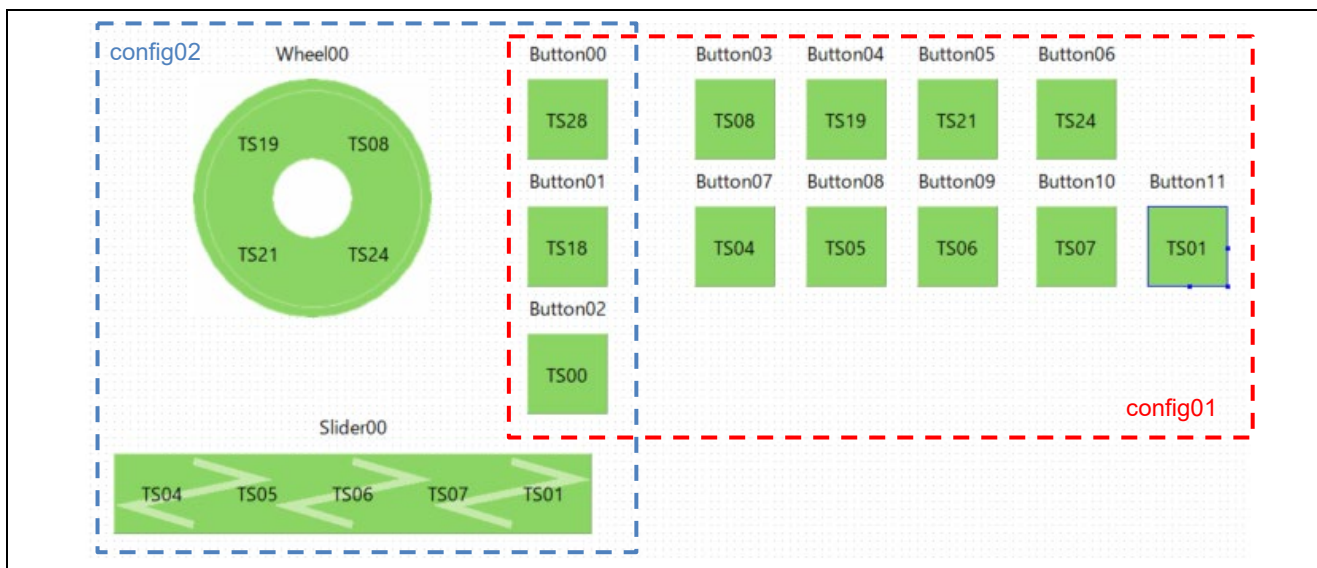 config02
Wheel00
Button00
Button03 Button04 Button05 Button06
TS19 TS08
TS28
TS08 TS19 TS21 TS24
Button01
Button07 Button08 Button09 Button10 Button11
TS21 TS24
TS18
TS04 TS05 TS06 TS07 TS01
Button02
TS00
config01
Slider00
TS04 TS05 TS06 TS07 TS01